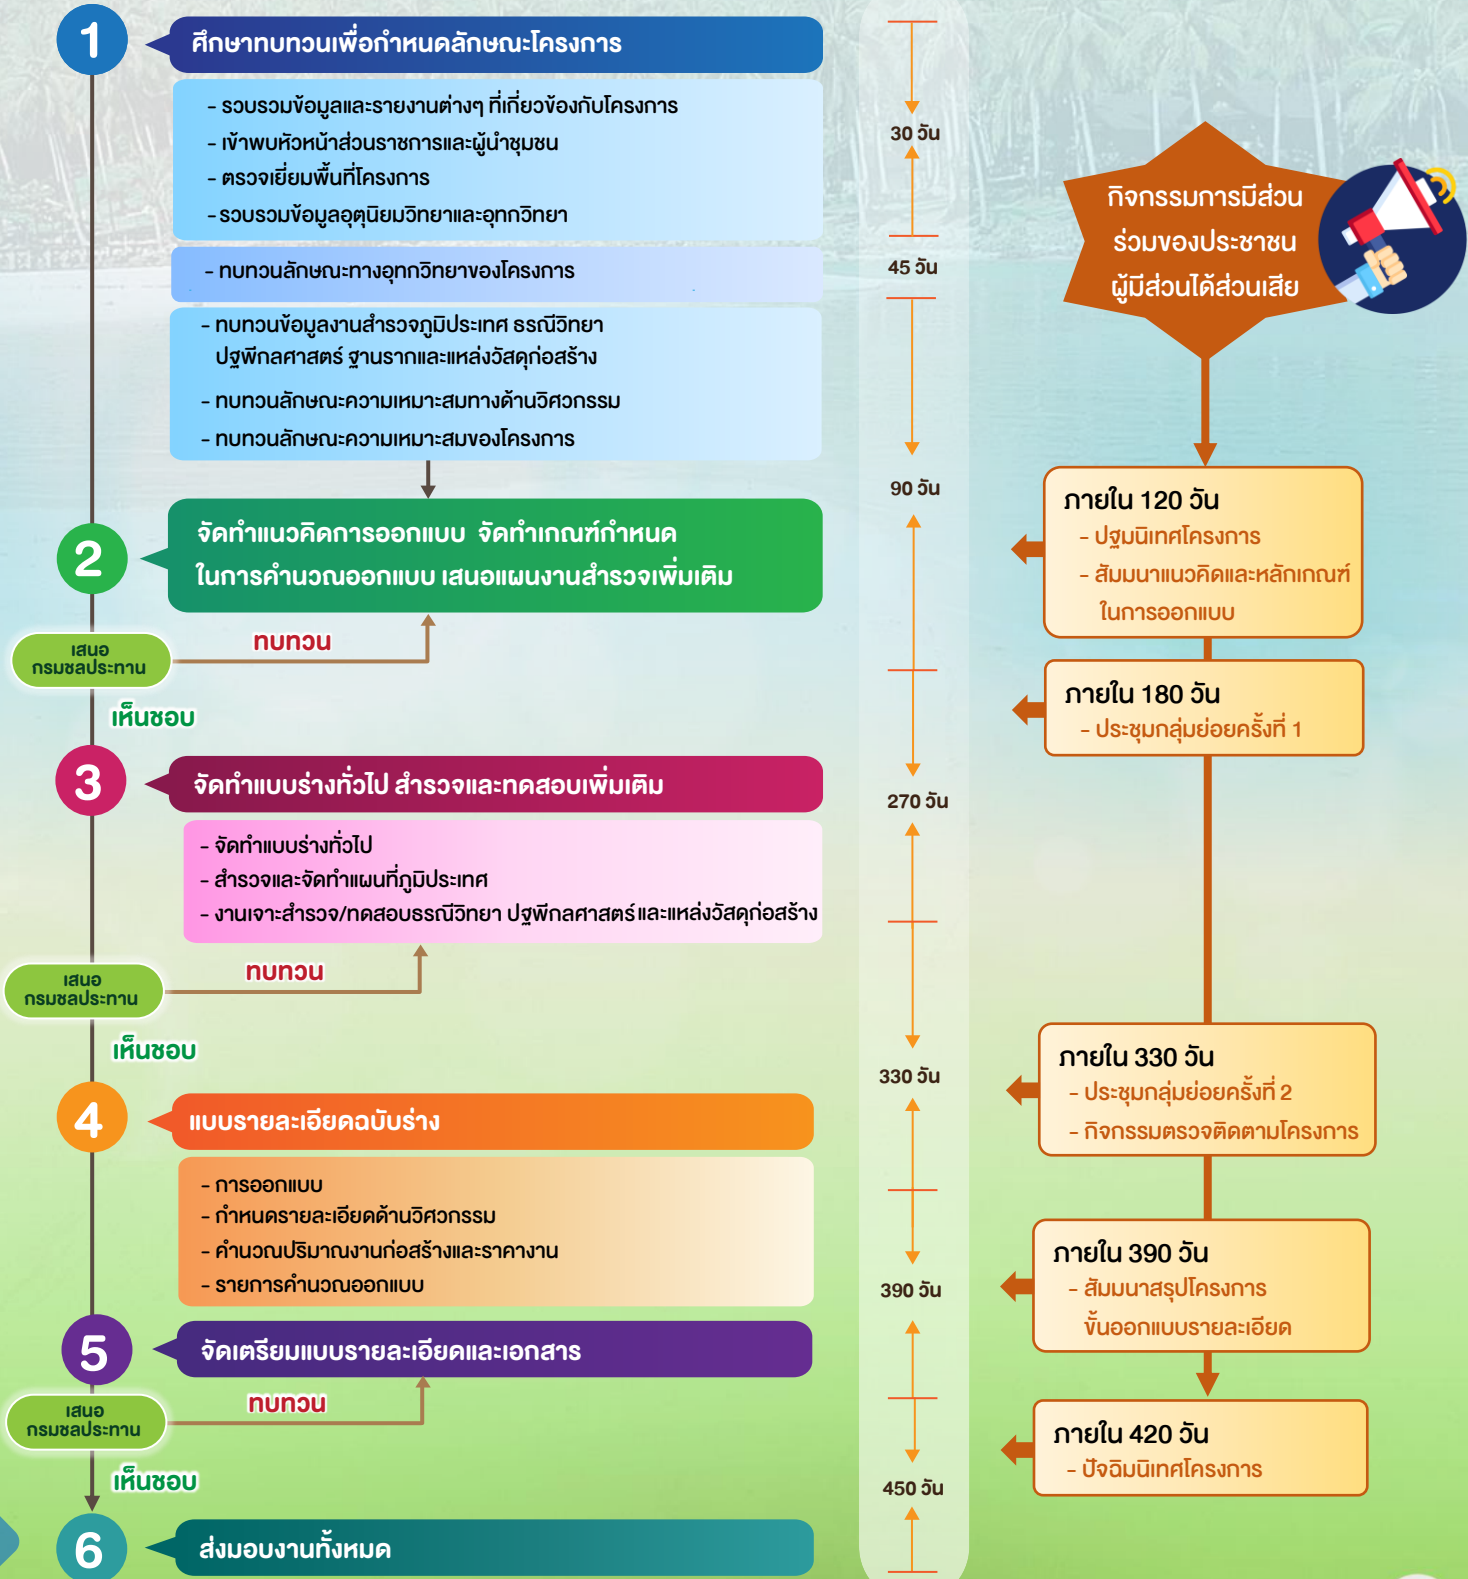 1
ศึกษาทบทวนเพื่อกำหนดลักษณะโครงการ
- รวบรวมข้อมูลและรายงานต่างๆ ที่เกี่ยวข้องกับโครงการ
- เข้าพบหัวหน้าส่วนราชการและผู้นำชุมชน
- ตรวจเยี่ยมพื้นที่โครงการ
- รวบรวมข้อมูลอุตุนิยมวิทยาและอุทกวิทยา
- ทบทวนลักษณะทางอุทกวิทยาของโครงการ
- ทบทวนข้อมูลงานสำรวจภูมิประเทศ ธรณีวิทยา
ปฐพีกลศาสตร์ ฐานรากและแหล่งวัสดุก่อสร้าง
- ทบทวนลักษณะความเหมาะสมทางด้านวิศวกรรม
- ทบทวนลักษณะความเหมาะสมของโครงการ
2
จัดทำแนวคิดการออกแบบ จัดทำเกณฑ์กำหนด
ในการคำนวณออกแบบ เสนอแผนงานสำรวจเพิ่มเติม
เสนอ
กรมชลประทาน
ทบทวน
เห็นชอบ
3
จัดทำแบบร่างทั่วไป สำรวจและทดสอบเพิ่มเติม
- จัดทำแบบร่างทั่วไป
- สำรวจและจัดทำแผนที่ภูมิประเทศ
- งานเจาะสำรวจ/ทดสอบธรณีวิทยา ปฐพีกลศาสตร์ และแหล่งวัสดุก่อสร้าง
เสนอ
กรมชลประทาน
ทบทวน
เห็นชอบ
4
แบบรายละเอียดฉบับร่าง
- การออกแบบ
- กำหนดรายละเอียดด้านวิศวกรรม
- คำนวณปริมาณงานก่อสร้างและราคางาน
- รายการคำนวณออกแบบ
5
จัดเตรียมแบบรายละเอียดและเอกสาร
เสนอ
กรมชลประทาน
ทบทวน
เห็นชอบ
6
ส่งมอบงานทั้งหมด
30 วัน
45 วัน
90 วัน
270 วัน
330 วัน
390 วัน
450 วัน
กิจกรรมการมีส่วน
ร่วมของประชาชน
ผู้มีส่วนได้ส่วนเสีย
ภายใน 120 วัน
- ปฐมนิเทศโครงการ
- สัมมนาแนวคิดและหลักเกณฑ์
ในการออกแบบ
ภายใน 180 วัน
- ประชุมกลุ่มย่อยครั้งที่ 1
ภายใน 330 วัน
- ประชุมกลุ่มย่อยครั้งที่ 2
- กิจกรรมตรวจติดตามโครงการ
ภายใน 390 วัน
- สัมมนาสรุปโครงการ
ขั้นออกแบบรายละเอียด
ภายใน 420 วัน
- ปัจฉิมนิเทศโครงการ